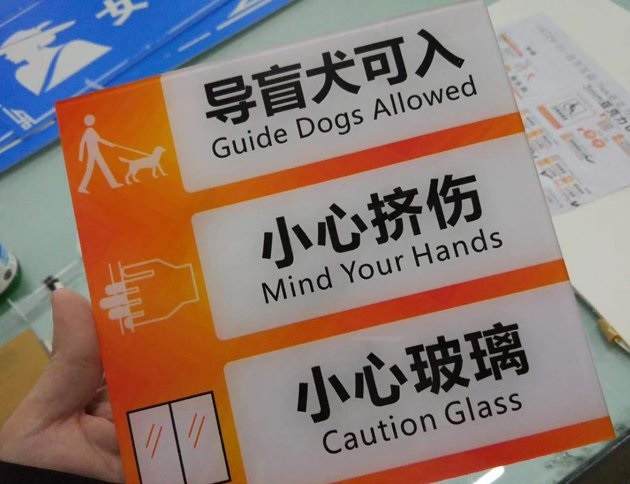 女
导盲犬可入
Guide Dogs Allowed
小心挤伤
Mind Your Hands
小心玻璃
Caution Glass